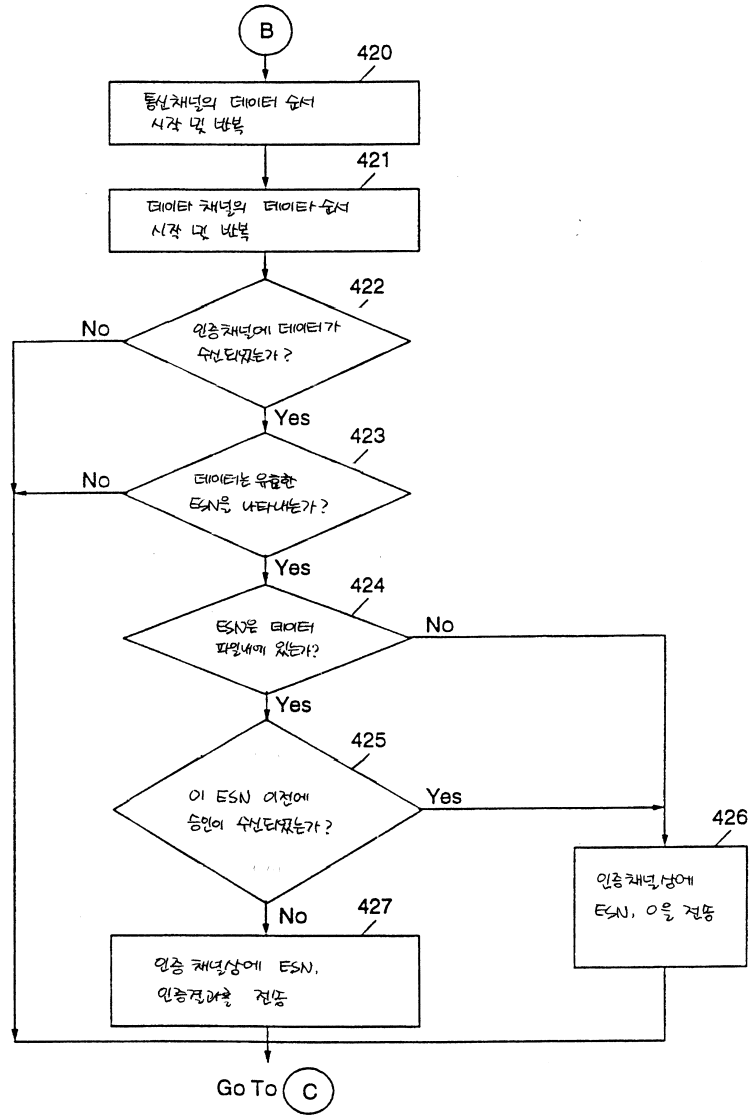 B
420
통신채널의 데이터 순서
시작 및 반복
421
데이타 채널의 데이타 순서
시작 및 반복
422
인증채널에 데이터가
수신되었는가?
No
Yes
423
데이터는 유효한
ESN을 나타내는가?
No
Yes
424
ESN은 데이터
파일내에 있는가?
No
Yes
425
이 ESN 이전에
승인이 수신되었는가?
Yes
426
인증채널상에
ESN, 0을 전송
No
427
인증 채널상에 ESN,
인증결과를 전송
Go To C